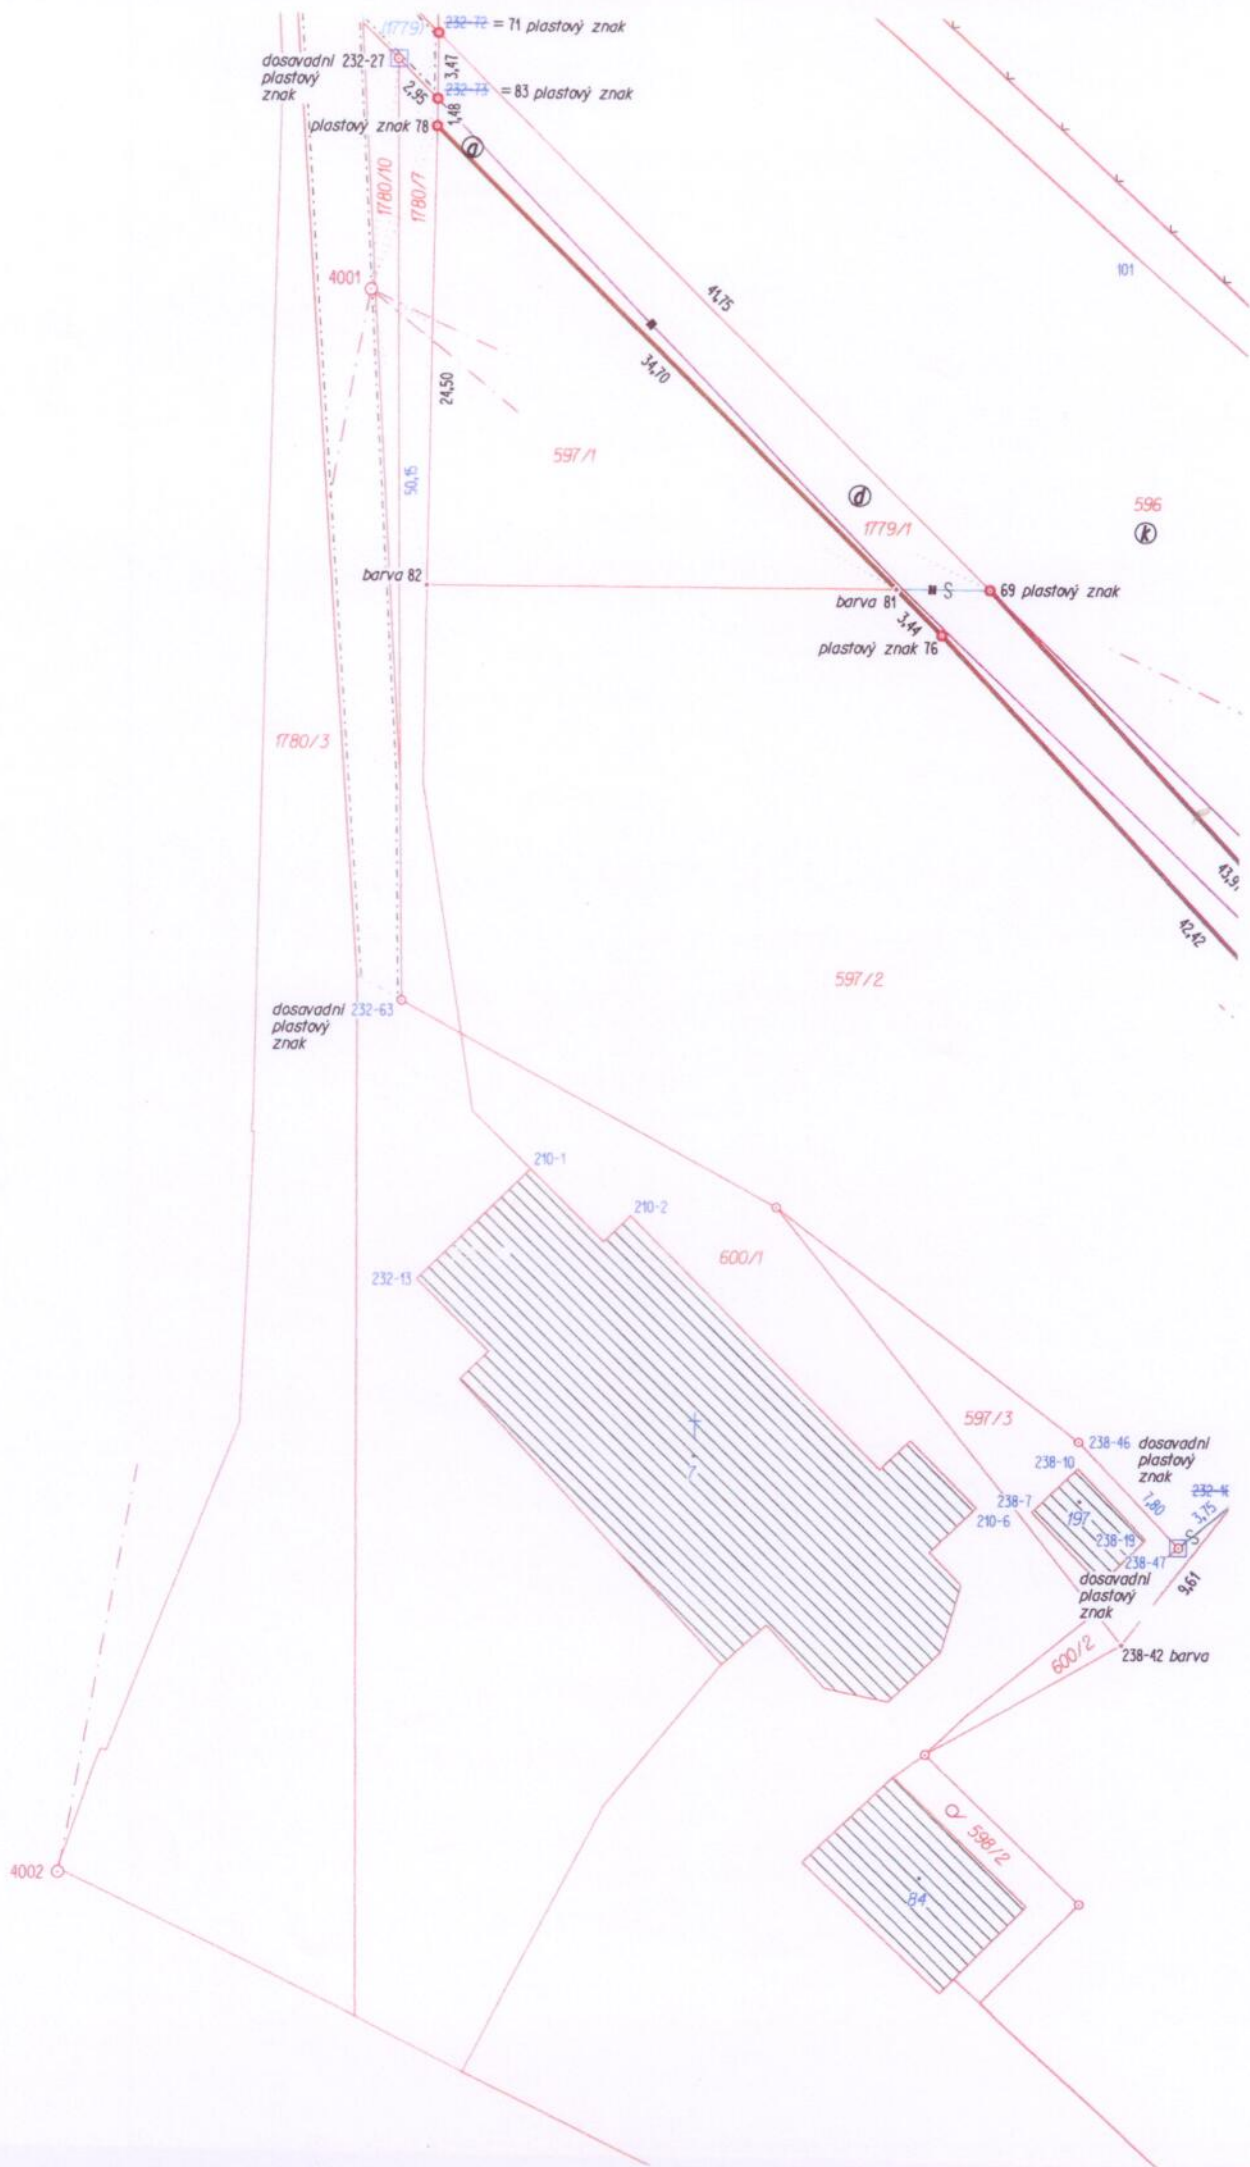 (1779)
232-72 = 71 plastový znak
dosavadní 232-27
plastový
znak
3,47
2,95
232-73 = 83 plastový znak
1,48
plastový znak 78
a
1780/10
1780/7
4001
101
41,75
34,70
24,50
597/1
50,15
d
1779/1
596
k
barva 82
barva 81
S
69 plastový znak
3,44
plastový znak 76
1780/3
43,9
42,42
597/2
dosavadní 232-63
plastový
znak
210-1
210-2
600/1
232-13
7
597/3
238-46 dosavadní
plastový
znak
238-10
7,80
3,75
238-7
210-6
197
238-19
238-47
S
dosavadní
plastový
znak
9,61
600/2
238-42 barva
598/2
84
4002